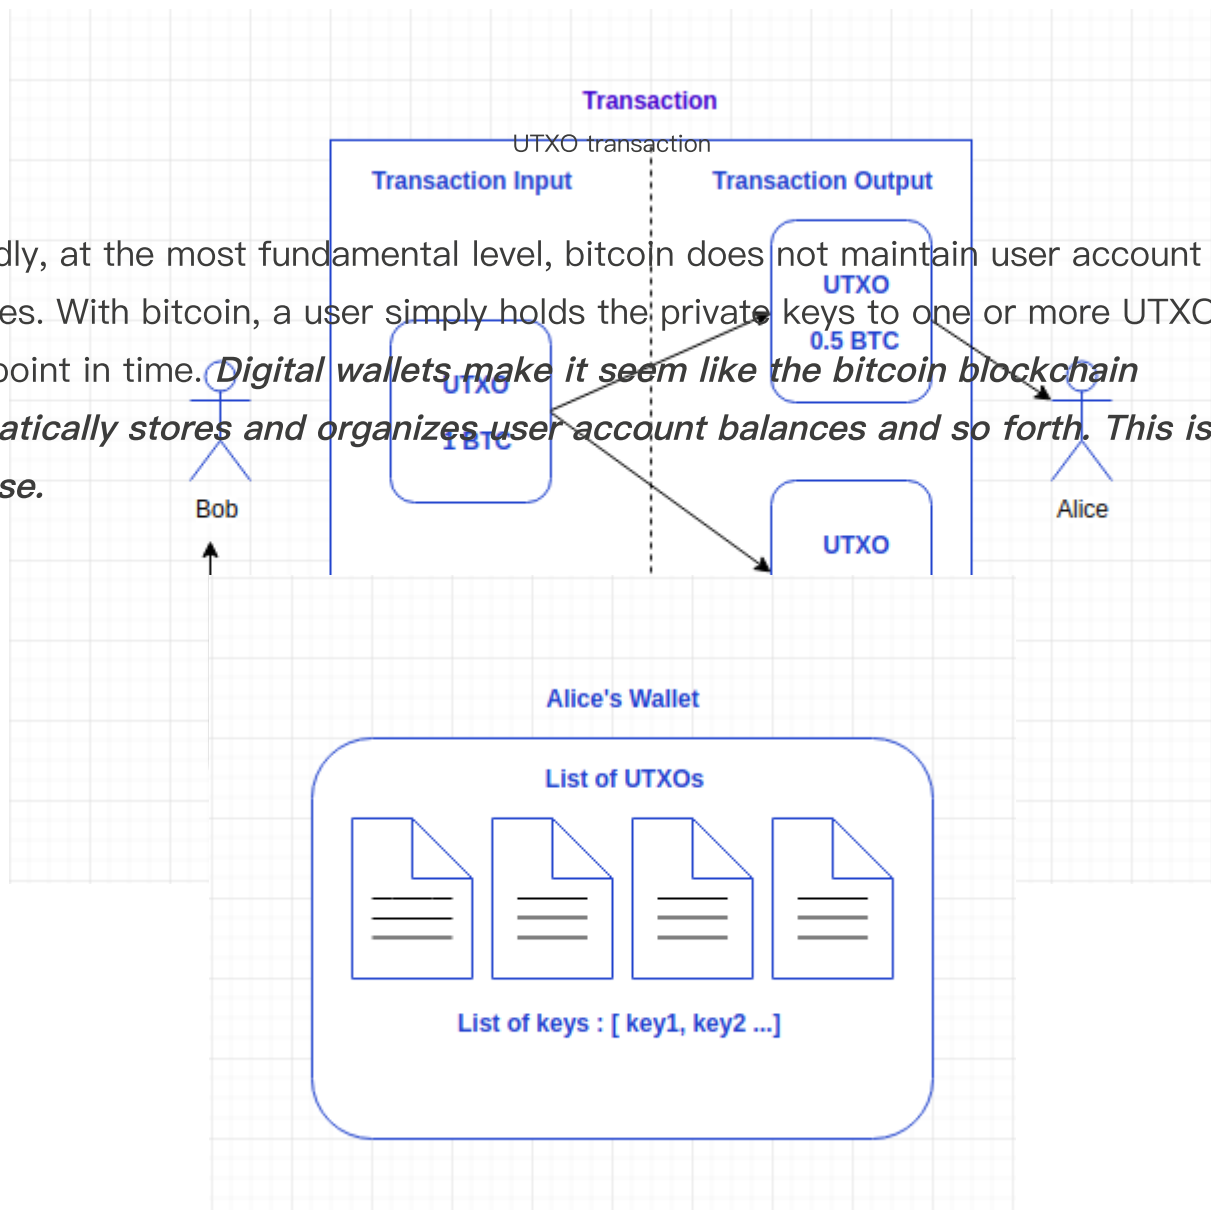 Transaction
UTXO transaction
Transaction Input
Transaction Output
dly, at the most fundamental level, bitcoin does not maintain user account
UTXO
es. With bitcoin, a user simply holds the private keys to one or more UTXO
0.5 BTC
point in time. Digital wallets make it seem like the bitcoin blockchain
UTXO
atically stores and organizes user account balances and so forth. This is
1 BTC
se.
Bob
Alice
UTXO
Alice's Wallet
List of UTXOs
List of keys : [ key1, key2 ...]